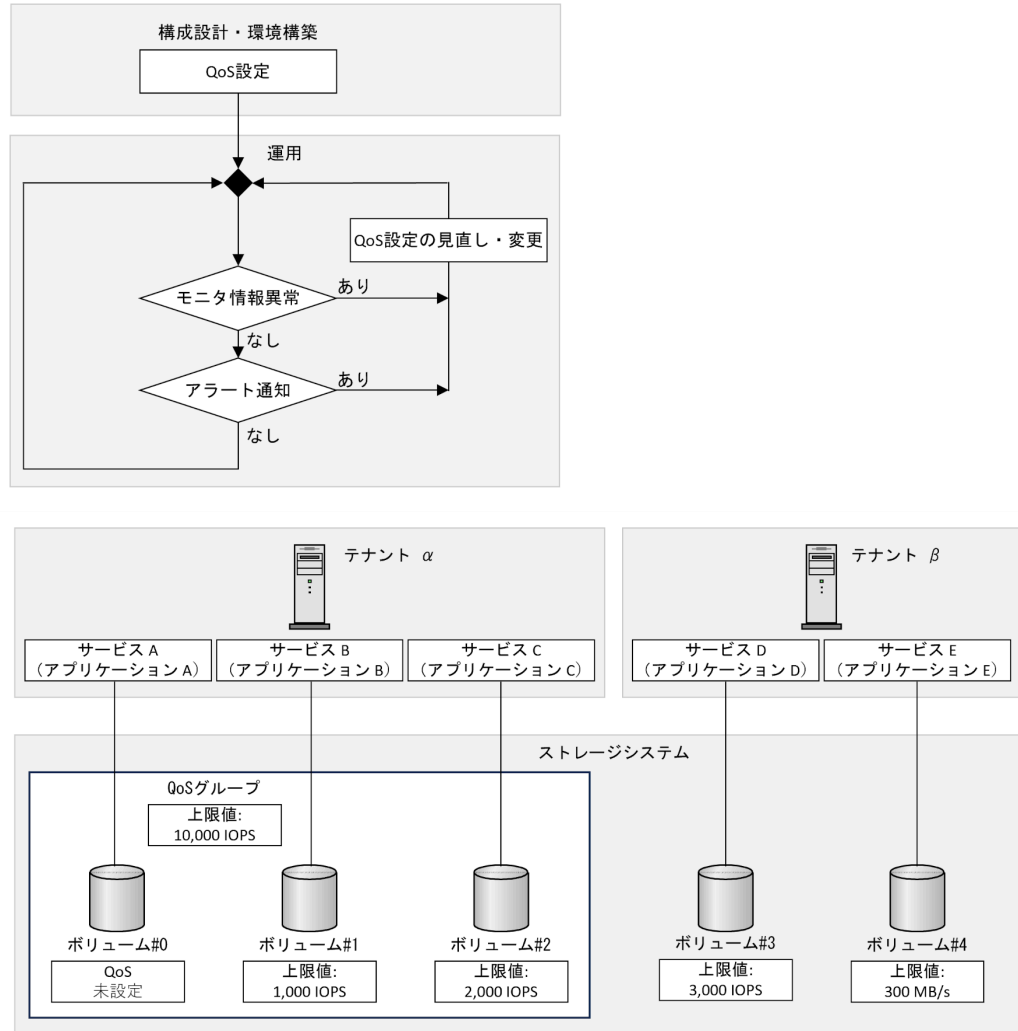 構成設計・環境構築
QoS設定
運用
QoS設定の見直し・変更
モニタ情報異常
あり
なし
アラート通知
あり
なし
テナント α
テナント β
サービス A
（アプリケーション A）
サービス B
（アプリケーション B）
サービス C
（アプリケーション C）
サービス D
（アプリケーション D）
サービス E
（アプリケーション E）
ストレージシステム
QoSグループ
上限値:
10,000 IOPS
ボリューム#0
ボリューム#1
ボリューム#2
ボリューム#3
ボリューム#4
QoS
未設定
上限値:
1,000 IOPS
上限値:
2,000 IOPS
上限値:
3,000 IOPS
上限値:
300 MB/s